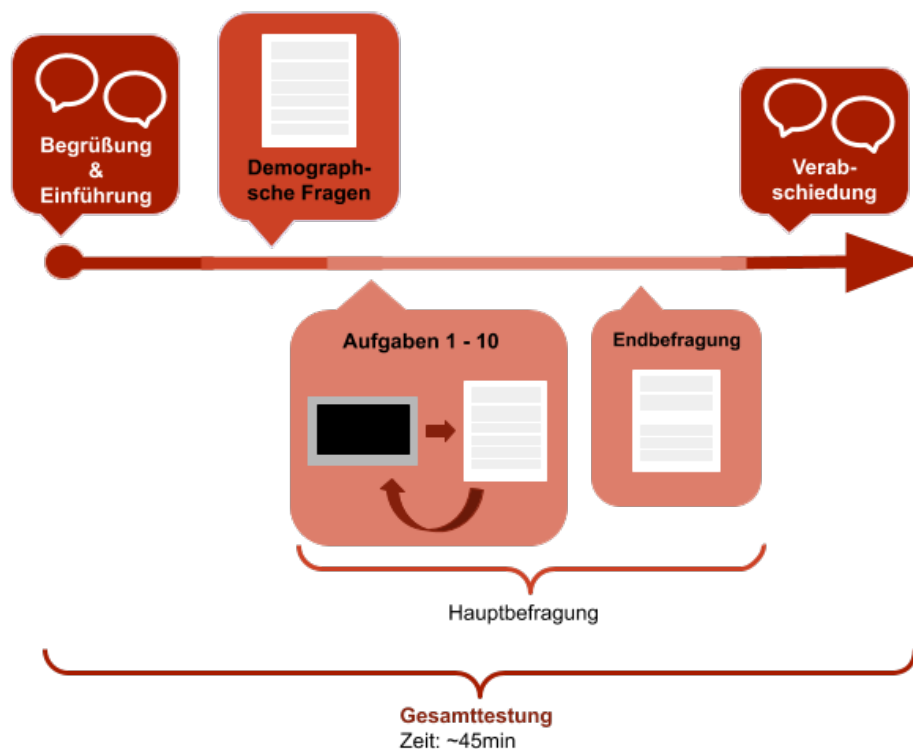 Begrüßung
&
Einführung
Demograph-
sche Fragen
Verab-
schiedung
Aufgaben 1 - 10
Endbefragung
Hauptbefragung
Gesamttestung
Zeit: ~45min